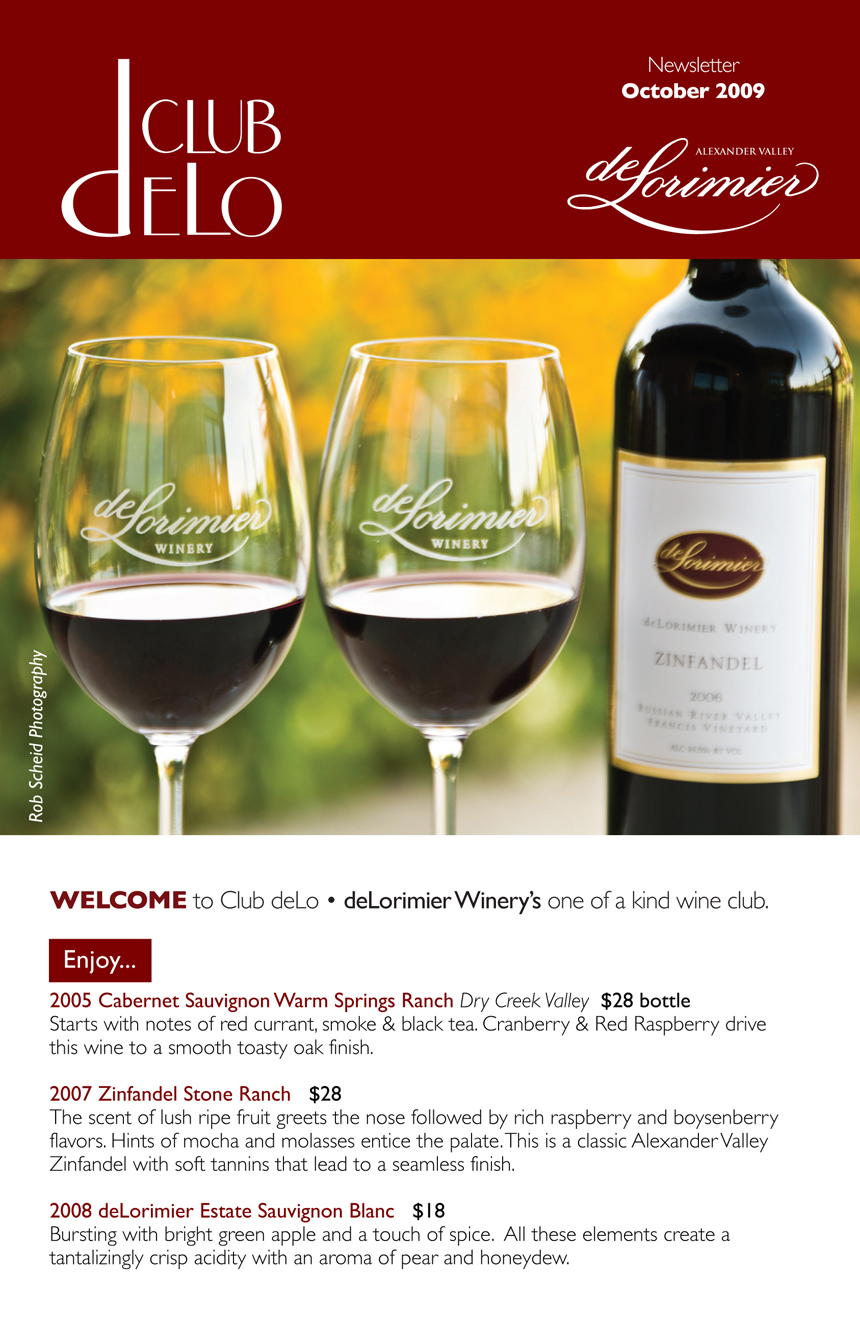 CLUB
deLO
Newsletter
October 2009
ALEXANDER VALLEY
deLorimier
deLorimier
WINERY
deLorimier
WINERY
deLorimier
deLORIMIER WINERY
ZINFANDEL
2006
RUSSIAN RIVER VALLEY
FRANCIS VINEYARD
Rob Scheid Photography
WELCOME to Club deLo • deLorimier Winery's one of a kind wine club.
Enjoy...
2005 Cabernet Sauvignon Warm Springs Ranch Dry Creek Valley $28 bottle
Starts with notes of red currant, smoke & black tea. Cranberry & Red Raspberry drive
this wine to a smooth toasty oak finish.
2007 Zinfandel Stone Ranch $28
The scent of lush ripe fruit greets the nose followed by rich raspberry and boysenberry
flavors. Hints of mocha and molasses entice the palate. This is a classic Alexander Valley
Zinfandel with soft tannins that lead to a seamless finish.
2008 deLorimier Estate Sauvignon Blanc $18
Bursting with bright green apple and a touch of spice. All these elements create a
tantalizingly crisp acidity with an aroma of pear and honeydew.